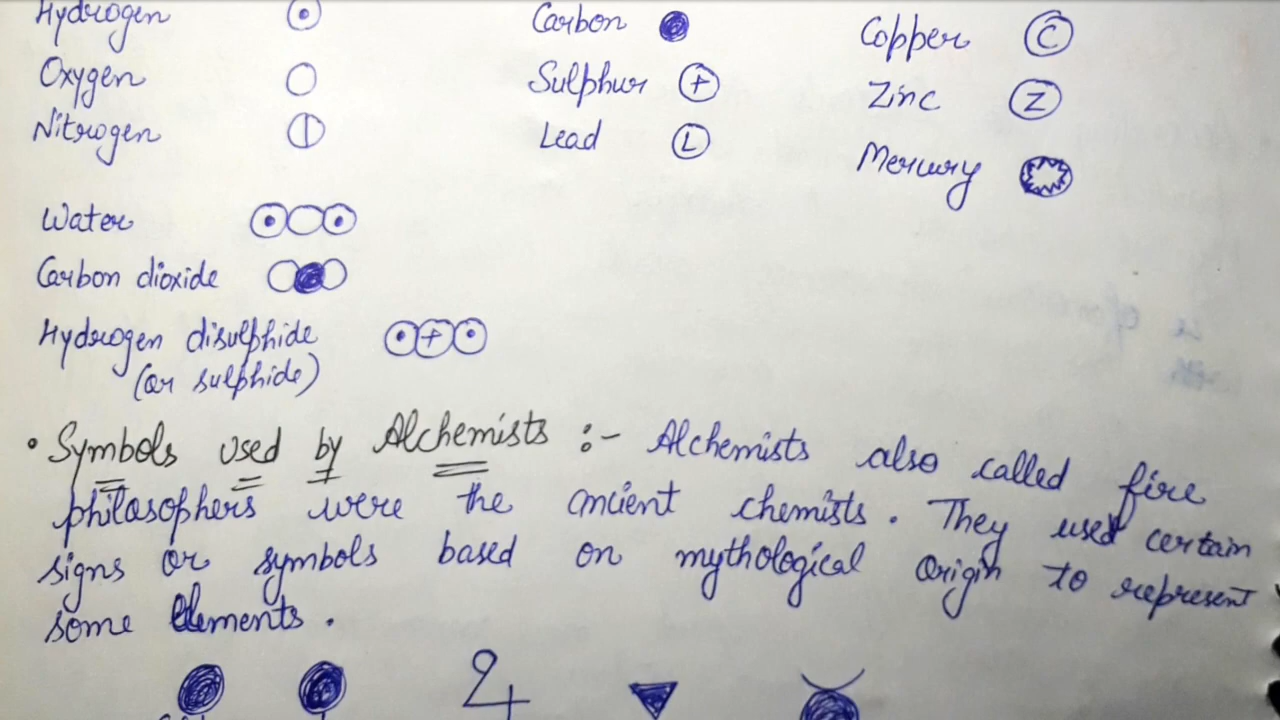 Hydrogen
Oxygen
Nitrogen
Carbon
Sulphur +
Lead L
Copper C
Zinc Z
Mercury
Water
Carbon dioxide
Hydrogen disulphide +
(or sulphide)
• Symbols used by Alchemists :- Alchemists also called fire
philosophers were the ancient chemists. They used certain
signs or symbols based on mythological origin to represent
some Elements.